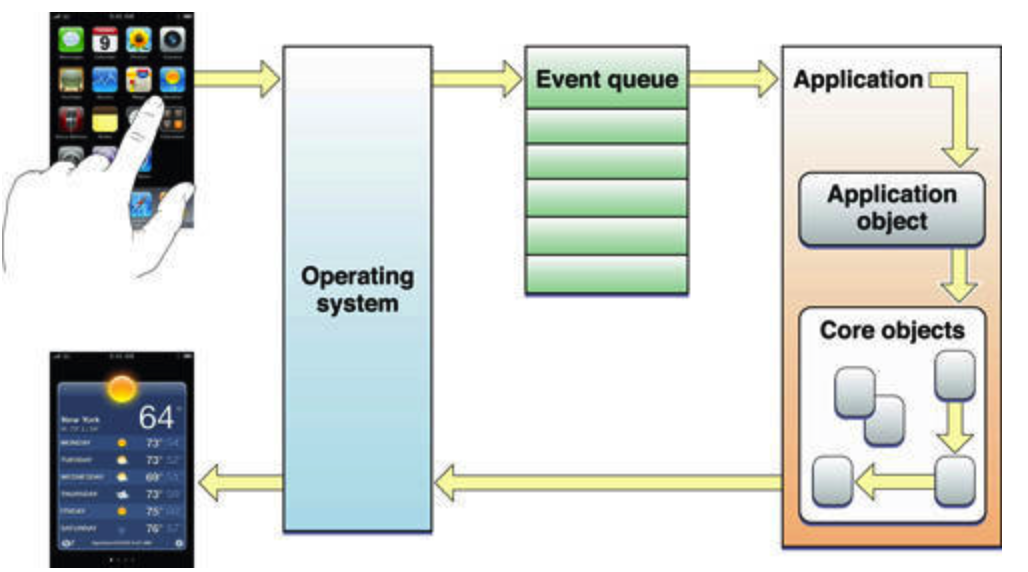 9
Event queue
Application
Application
object
Operating
system
Core objects
New York
64°
MONDAY 73°
TUESDAY 73°
WEDNESDAY 69°
THURSDAY 73°
FRIDAY 75°
SATURDAY 76°